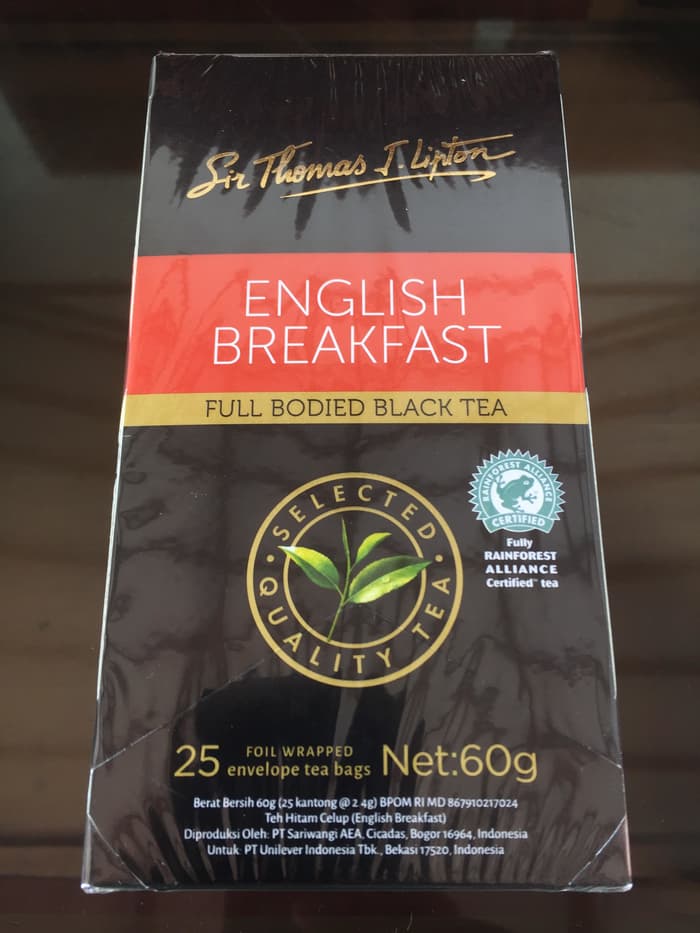 Sir Thomas J. Lipton
ENGLISH
BREAKFAST
FULL BODIED BLACK TEA
RAINFOREST ALLIANCE
CERTIFIED
Fully
RAINFOREST
ALLIANCE
Certified™ tea
• SELECTED •
QUALITY TEA
25 FOIL WRAPPED envelope tea bags Net:60g
Berat Bersih 60g (25 kantong @ 2.4g) BPOM RI MD 867910217024
Teh Hitam Celup (English Breakfast)
Diproduksi Oleh: PT Sariwangi AEA, Cicadas, Bogor 16964, Indonesia
Untuk: PT Unilever Indonesia Tbk., Bekasi 17520, Indonesia